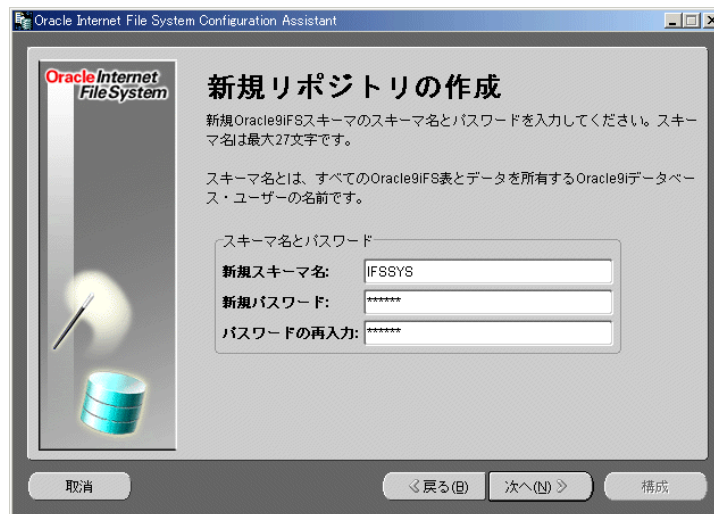 Oracle Internet File System Configuration Assistant
Oracle Internet
File System
新規リポジトリの作成
新規Oracle9iFSスキーマのスキーマ名とパスワードを入力してください。スキー
マ名は最大27文字です。
スキーマ名とは、すべてのOracle9iFS表とデータを所有するOracle9iデータベー
ス・ユーザーの名前です。
スキーマ名とパスワード
新規スキーマ名: IFSSYS
新規パスワード: ******
パスワードの再入力: ******
取消 戻る(B) 次へ(N) 構成